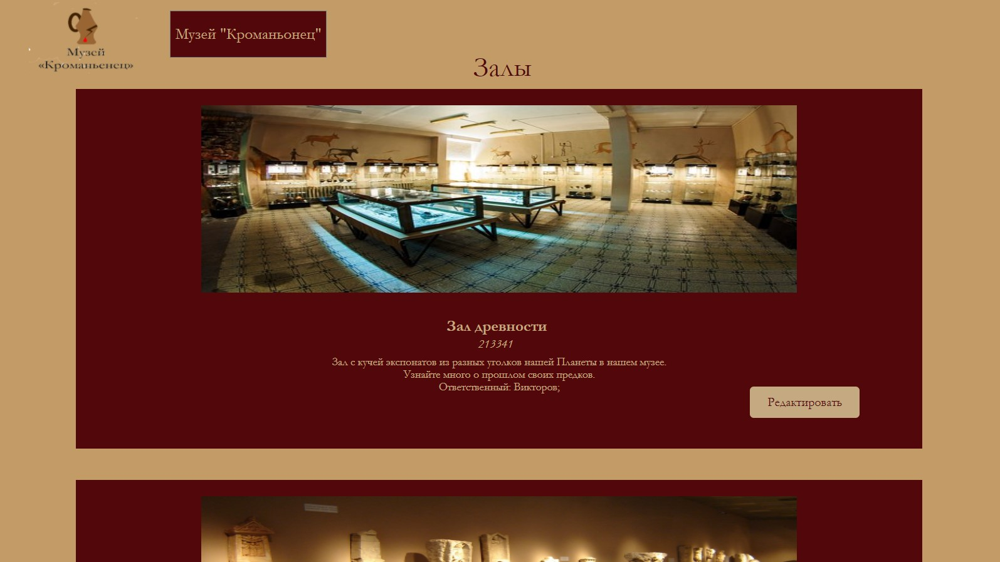 Музей
«Кроманьенец»
Музей "Кроманьонец"
Залы
Зал древности
213341
Зал с кучей экспонатов из разных уголков нашей Планеты в нашем музее.
Узнайте много о прошлом своих предков.
Ответственный: Викторов;
Редактировать